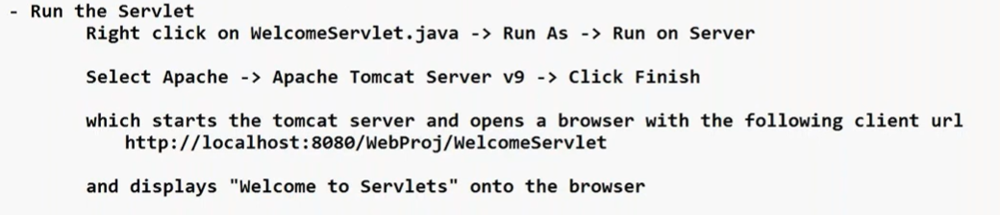 - Run the Servlet
Right click on WelcomeServlet.java -> Run As -> Run on Server
Select Apache -> Apache Tomcat Server v9 -> Click Finish
which starts the tomcat server and opens a browser with the following client url
http://localhost:8080/WebProj/WelcomeServlet
and displays "Welcome to Servlets" onto the browser